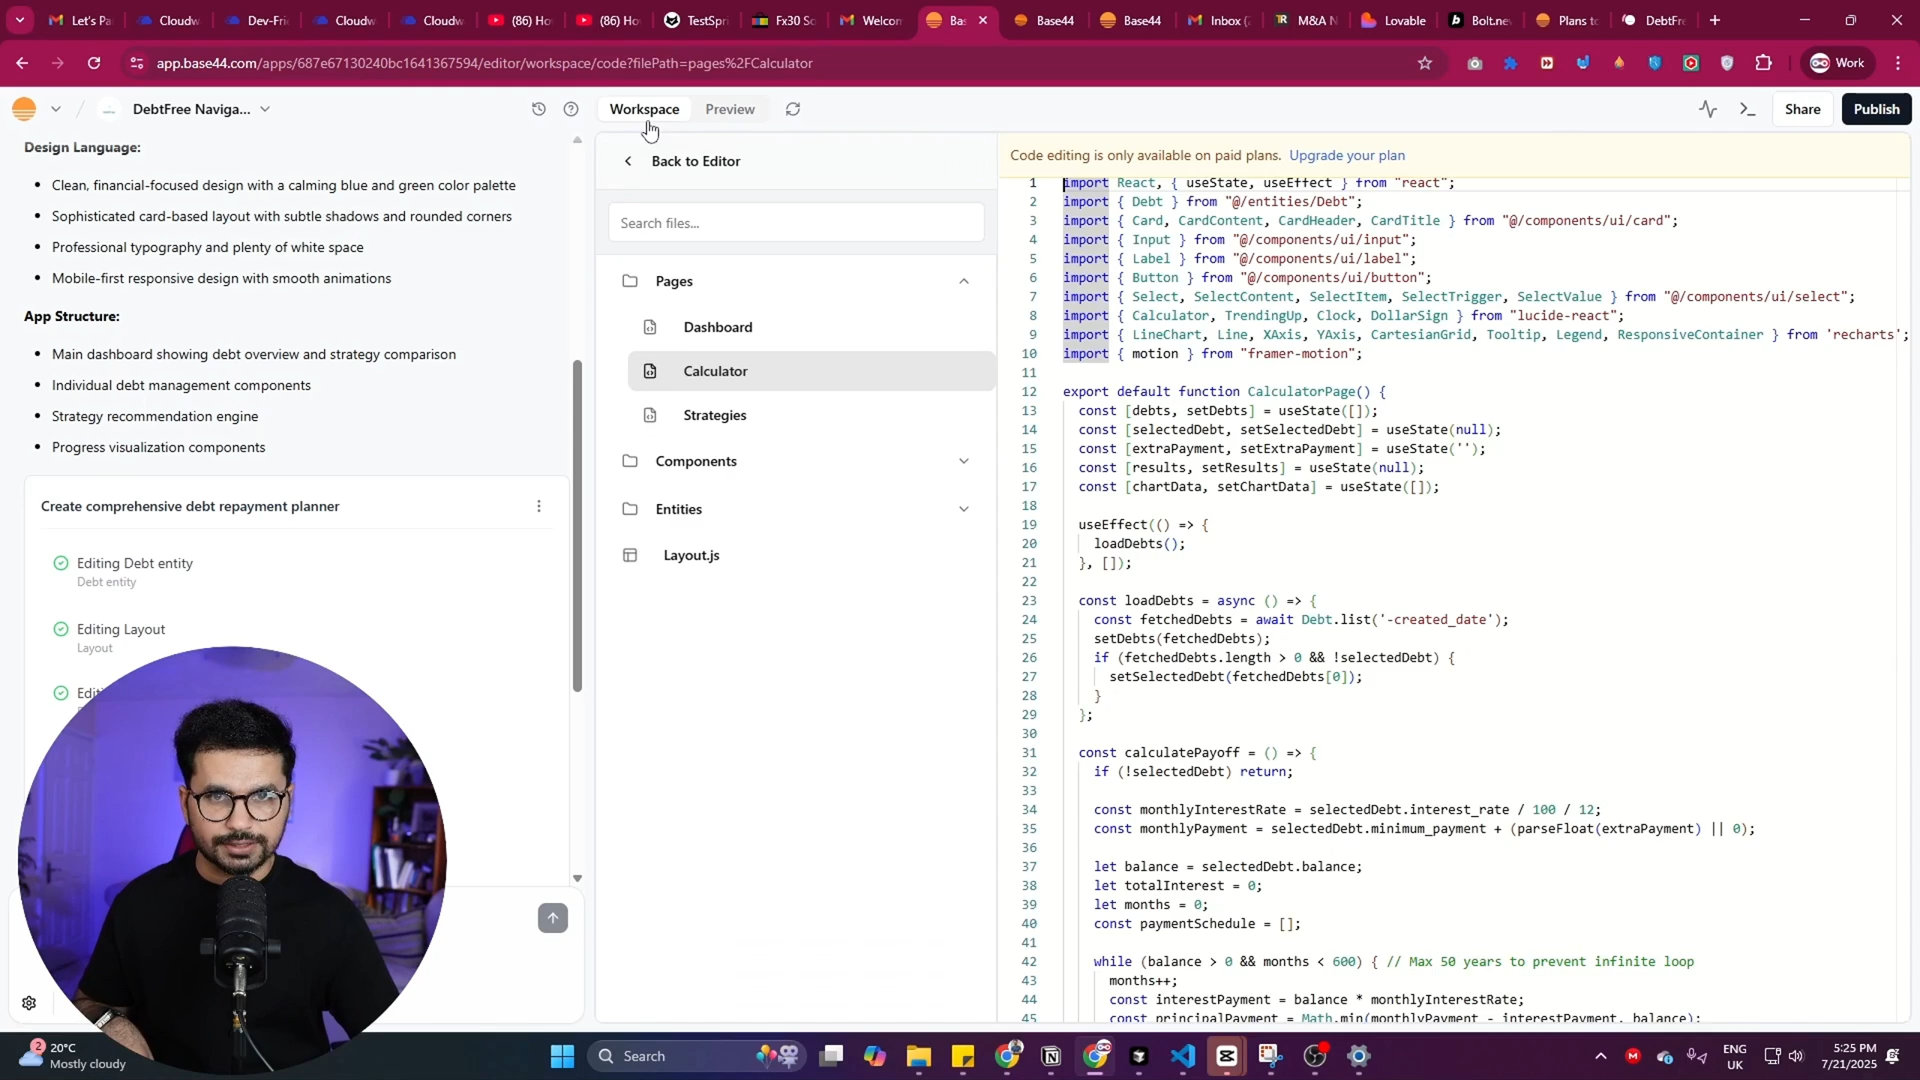 Let's Pa
Cloudw
Dev-Fri
Cloudw
Cloudw
(86) Ho
(86) Ho
TestSpri
Fx30 Sc
Welcom
Bas
Base44
Base44
Inbox (2
M&A N
Lovable
Bolt.ne
Plans to
DebtFre
app.base44.com/apps/687e67130240bc1641367594/editor/workspace/code?filePath=pages%2FCalculator
Work
DebtFree Naviga...
Workspace
Preview
Share
Publish
Design Language:
• Clean, financial-focused design with a calming blue and green color palette
• Sophisticated card-based layout with subtle shadows and rounded corners
• Professional typography and plenty of white space
• Mobile-first responsive design with smooth animations
App Structure:
• Main dashboard showing debt overview and strategy comparison
• Individual debt management components
• Strategy recommendation engine
• Progress visualization components
Create comprehensive debt repayment planner
Editing Debt entity
Debt entity
Editing Layout
Layout
Editi
Back to Editor
Search files...
Pages
Dashboard
Calculator
Strategies
Components
Entities
Layout.js
Code editing is only available on paid plans. Upgrade your plan
1 import React, { useState, useEffect } from "react";
2 import { Debt } from "@/entities/Debt";
3 import { Card, CardContent, CardHeader, CardTitle } from "@/components/ui/card";
4 import { Input } from "@/components/ui/input";
5 import { Label } from "@/components/ui/label";
6 import { Button } from "@/components/ui/button";
7 import { Select, SelectContent, SelectItem, SelectTrigger, SelectValue } from "@/components/ui/select";
8 import { Calculator, TrendingUp, Clock, DollarSign } from "lucide-react";
9 import { LineChart, Line, XAxis, YAxis, CartesianGrid, Tooltip, Legend, ResponsiveContainer } from 'recharts';
10 import { motion } from "framer-motion";
11
12 export default function CalculatorPage() {
13 const [debts, setDebts] = useState([]);
14 const [selectedDebt, setSelectedDebt] = useState(null);
15 const [extraPayment, setExtraPayment] = useState('');
16 const [results, setResults] = useState(null);
17 const [chartData, setChartData] = useState([]);
18
19 useEffect(() => {
20 loadDebts();
21 }, []);
22
23 const loadDebts = async () => {
24 const fetchedDebts = await Debt.list('-created_date');
25 setDebts(fetchedDebts);
26 if (fetchedDebts.length > 0 && !selectedDebt) {
27 setSelectedDebt(fetchedDebts[0]);
28 }
29 };
30
31 const calculatePayoff = () => {
32 if (!selectedDebt) return;
33
34 const monthlyInterestRate = selectedDebt.interest_rate / 100 / 12;
35 const monthlyPayment = selectedDebt.minimum_payment + (parseFloat(extraPayment) || 0);
36
37 let balance = selectedDebt.balance;
38 let totalInterest = 0;
39 let months = 0;
40 const paymentSchedule = [];
41
42 while (balance > 0 && months < 600) { // Max 50 years to prevent infinite loop
43 months++;
44 const interestPayment = balance * monthlyInterestRate;
45 const principalPayment = Math.min(monthlyPayment - interestPayment, balance);
2
20°C
Mostly cloudy
Search
ENG
UK
5:25 PM
7/21/2025